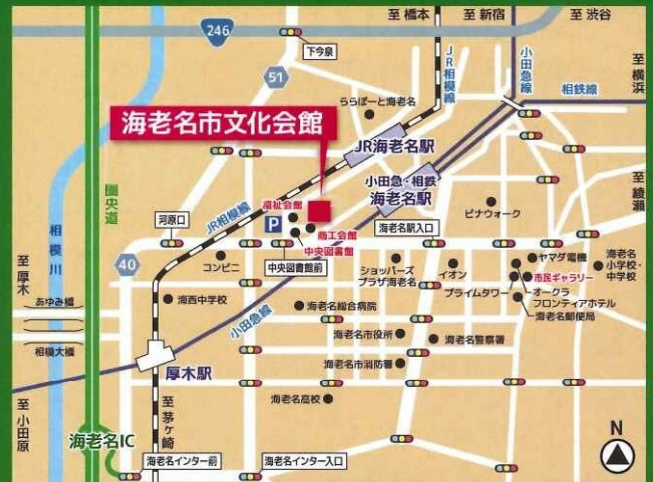 至 橋本
至 新宿
至 渋谷
246
下今泉
JR相模線
小田急線
至 横浜
51
相鉄線
ららぽーと海老名
海老名市文化会館
JR海老名駅
小田急・相鉄
海老名駅
至 綾瀬
圏央道
福祉会館
ビナウォーク
河原口
JR相模線
P
商工会館
海老名駅入口
相模川
中央図書館
40
コンビニ
中央図書館前
ショッパーズ
プラザ海老名
イオン
ヤマダ電機
海老名
小学校・
中学校
市民ギャラリー
至 厚木
プライムタワー
オークラ
フロンティアホテル
あゆみ橋
海西中学校
海老名総合病院
海老名郵便局
小田急線
海老名市役所
海老名警察署
相模大橋
厚木駅
海老名市消防署
至 小田原
至 茅ヶ崎
海老名高校
N
海老名IC
海老名インター前
海老名インター入口